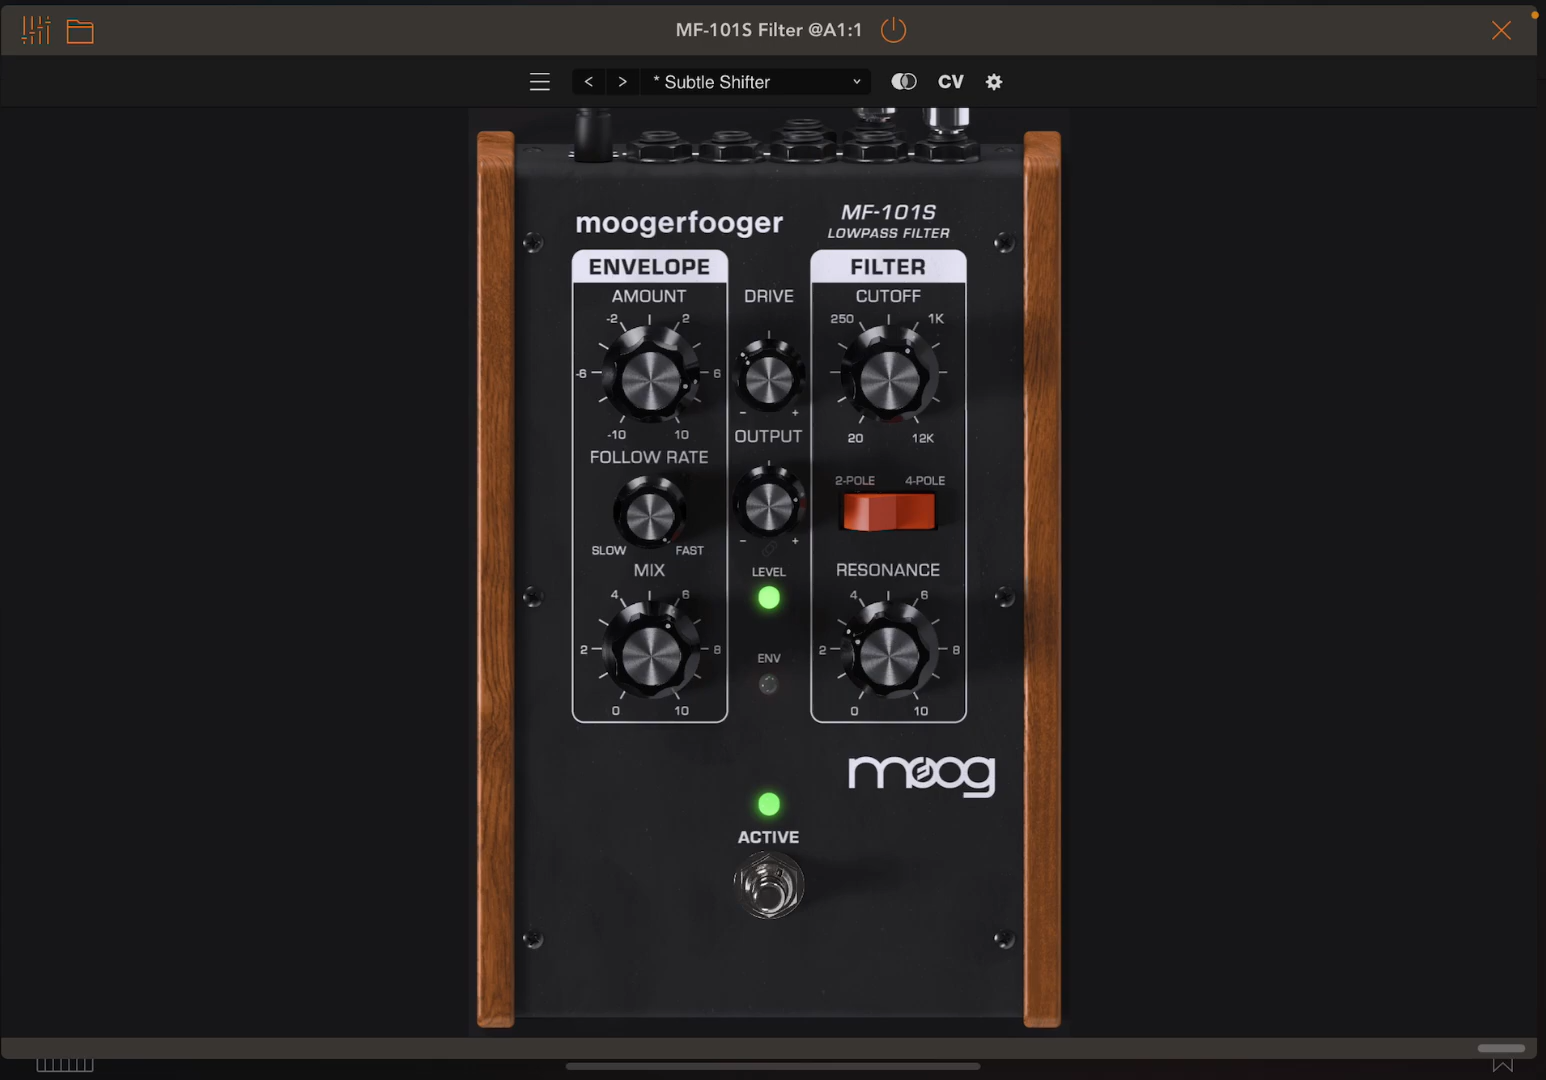 MF-101S Filter @A1:1
< > * Subtle Shifter CV
moogerfooger
MF-101S
LOWPASS FILTER
ENVELOPE
AMOUNT
-2 2
-6 6
-10 10
FOLLOW RATE
SLOW FAST
MIX
4 6
2 8
0 10
DRIVE
- +
OUTPUT
- +
LEVEL
ENV
FILTER
CUTOFF
250 1K
20 12K
2-POLE 4-POLE
RESONANCE
4 6
2 8
0 10
moog
ACTIVE